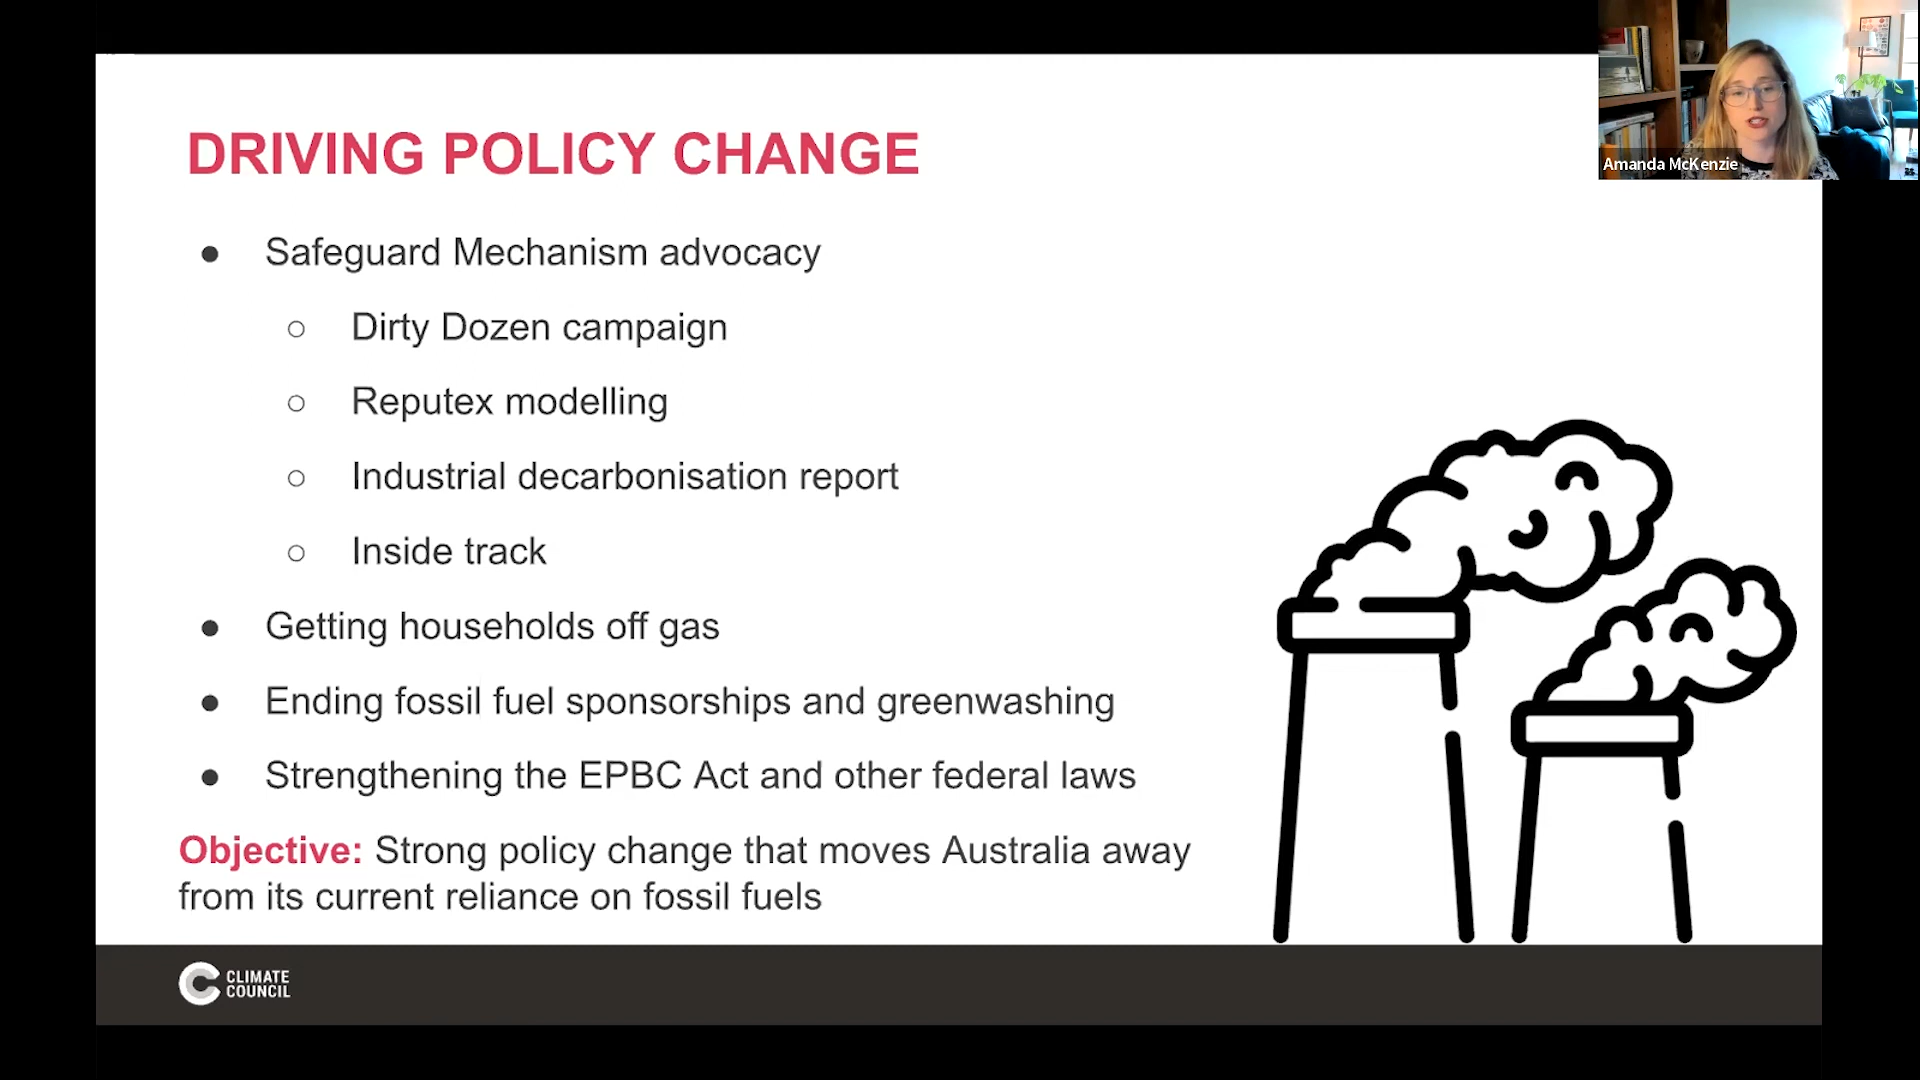 DRIVING POLICY CHANGE
Amanda McKenzie
● Safeguard Mechanism advocacy
○ Dirty Dozen campaign
○ Reputex modelling
○ Industrial decarbonisation report
○ Inside track
● Getting households off gas
● Ending fossil fuel sponsorships and greenwashing
● Strengthening the EPBC Act and other federal laws
Objective: Strong policy change that moves Australia away
from its current reliance on fossil fuels
CLIMATE
COUNCIL